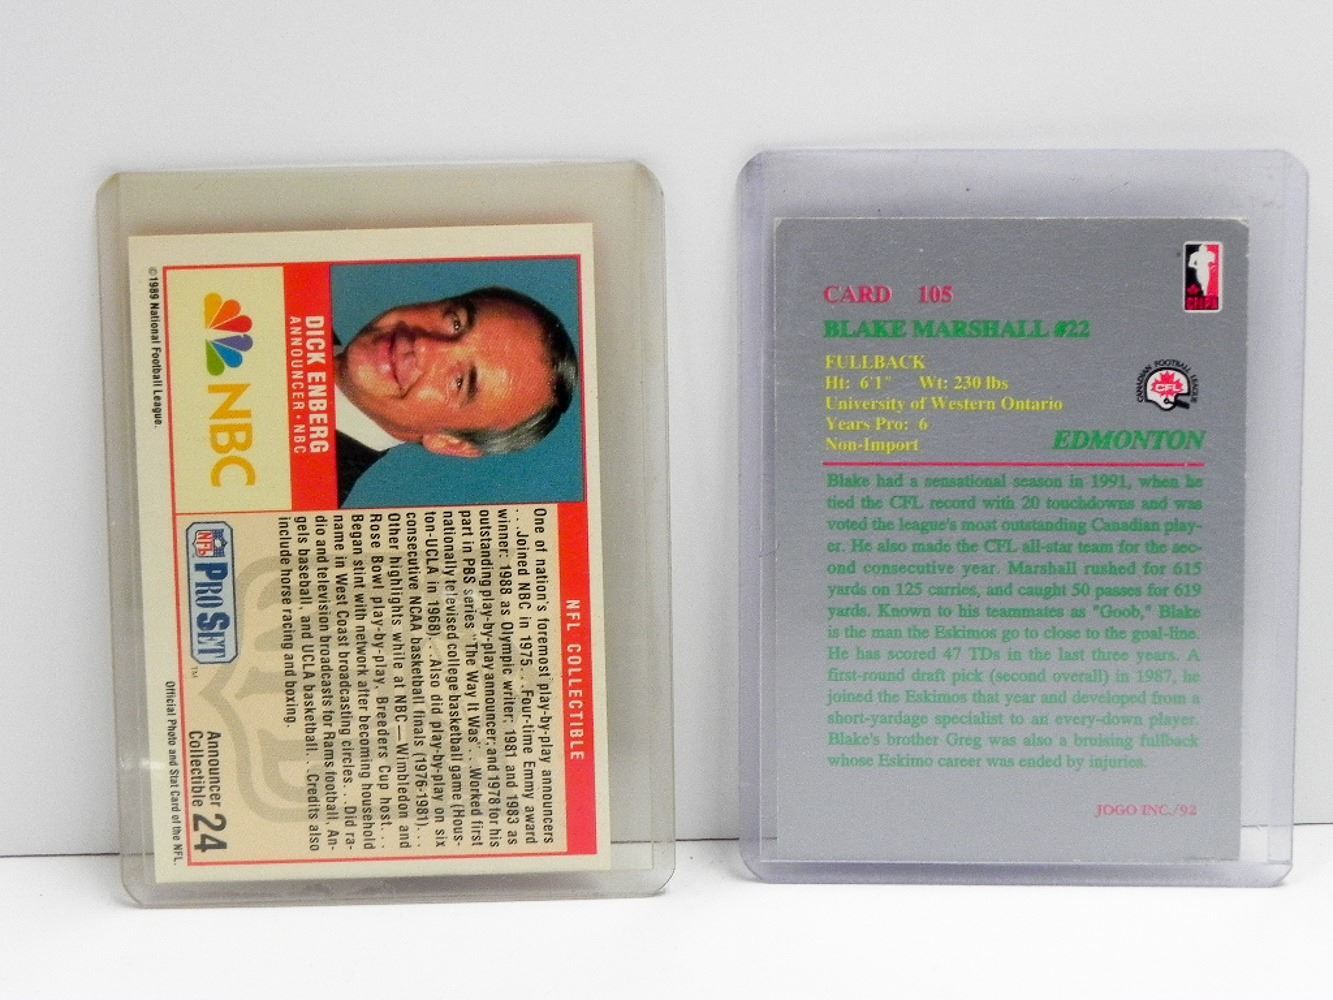 NFL COLLECTIBLE
DICK ENBERG
ANNOUNCER • NBC
NBC
One of nation's foremost play-by-play announcers
. . .Joined NBC in 1975. . .Four-time Emmy award
winner: 1988 as Olympic writer; 1981 and 1983 as
outstanding play-by-play announcer; and 1978 for his
part in PBS series "The Way It Was". . .Worked first
nationally televised college basketball game (Hous-
ton-UCLA in 1968). . .Also did play-by-play on six
consecutive NCAA basketball finals (1976-1981). . .
Other highlights while at NBC—Wimbledon and
Rose Bowl play-by-play, Breeders Cup host. . .
Began stint with network after becoming household
name in West Coast broadcasting circles. . .Did ra-
dio and television broadcasts for Rams football, An-
gels baseball, and UCLA basketball. . .Credits also
include horse racing and boxing.
NFL PRO SET ™
Announcer
Collectible 24
©1989 National Football League.
Official Photo and Stat Card of the NFL.
CARD 105
BLAKE MARSHALL #22
FULLBACK
Ht: 6'1" Wt: 230 lbs
University of Western Ontario
Years Pro: 6
Non-Import
CANADIAN FOOTBALL LEAGUE
CFL
EDMONTON
Blake had a sensational season in 1991, when he
tied the CFL record with 20 touchdowns and was
voted the league's most outstanding Canadian play-
er. He also made the CFL all-star team for the sec-
ond consecutive year. Marshall rushed for 615
yards on 125 carries, and caught 50 passes for 619
yards. Known to his teammates as "Goob," Blake
is the man the Eskimos go to close to the goal-line.
He has scored 47 TDs in the last three years. A
first-round draft pick (second overall) in 1987, he
joined the Eskimos that year and developed from a
short-yardage specialist to an every-down player.
Blake's brother Greg was also a bruising fullback
whose Eskimo career was ended by injuries.
JOGO INC./92